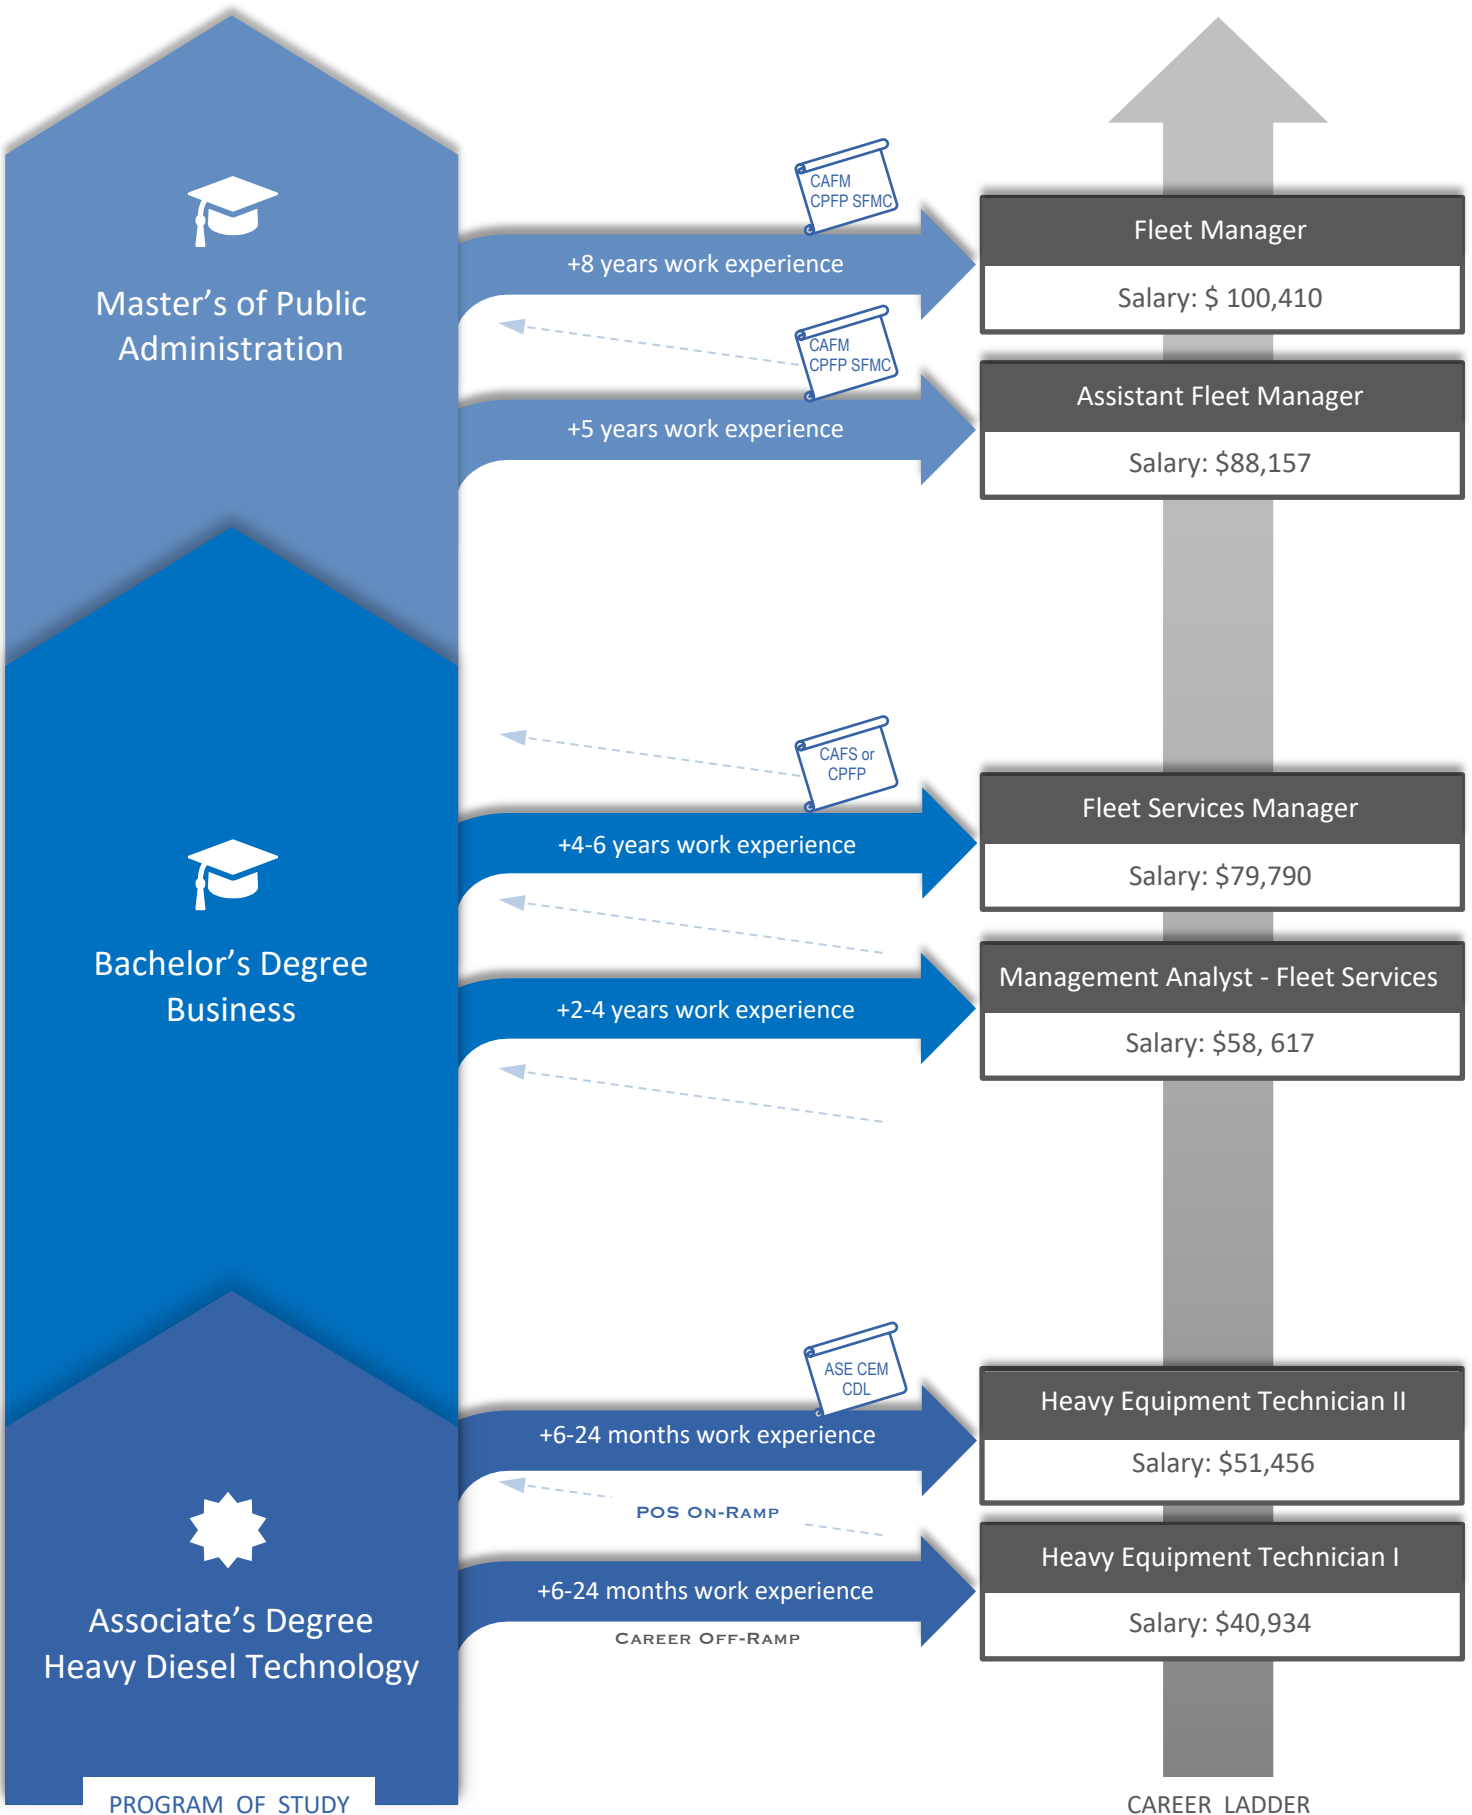 CAFM
CPFP SFMC
+8 years work experience
Fleet Manager
Salary: $ 100,410
Master's of Public
Administration
CAFM
CPFP SFMC
+5 years work experience
Assistant Fleet Manager
Salary: $88,157
CAFS or
CPFP
+4-6 years work experience
Fleet Services Manager
Salary: $79,790
Bachelor's Degree
Business
+2-4 years work experience
Management Analyst - Fleet Services
Salary: $58, 617
ASE CEM
CDL
+6-24 months work experience
Heavy Equipment Technician II
Salary: $51,456
POS On-Ramp
+6-24 months work experience
Heavy Equipment Technician I
Salary: $40,934
Career Off-Ramp
Associate's Degree
Heavy Diesel Technology
PROGRAM OF STUDY
CAREER LADDER